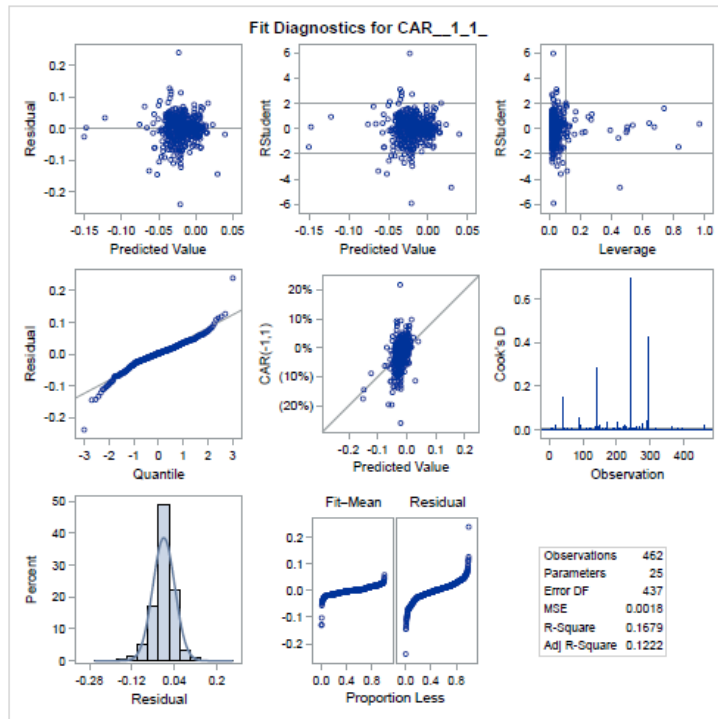 Fit Diagnostics for CAR__1_1_
Residual
0.2
0.1
0.0
-0.1
-0.2
-0.15 -0.10 -0.05 0.00 0.05
Predicted Value
RStudent
6
4
2
0
-2
-4
-6
-0.15 -0.10 -0.05 0.00 0.05
Predicted Value
RStudent
6
4
2
0
-2
-4
-6
0.0 0.2 0.4 0.6 0.8 1.0
Leverage
Residual
0.2
0.1
0.0
-0.1
-0.2
-3 -2 -1 0 1 2 3
Quantile
CAR(-1,1)
20%
10%
0%
(10%)
(20%)
-0.2 -0.1 0.0 0.1 0.2
Predicted Value
Cook's D
0.6
0.4
0.2
0.0
0 100 200 300 400
Observation
Percent
50
40
30
20
10
0
-0.28 -0.12 0.04 0.2
Residual
Fit–Mean Residual
0.2
0.1
0.0
-0.1
-0.2
0.0 0.4 0.8 0.0 0.4 0.8
Proportion Less
Observations 462
Parameters 25
Error DF 437
MSE 0.0018
R-Square 0.1679
Adj R-Square 0.1222